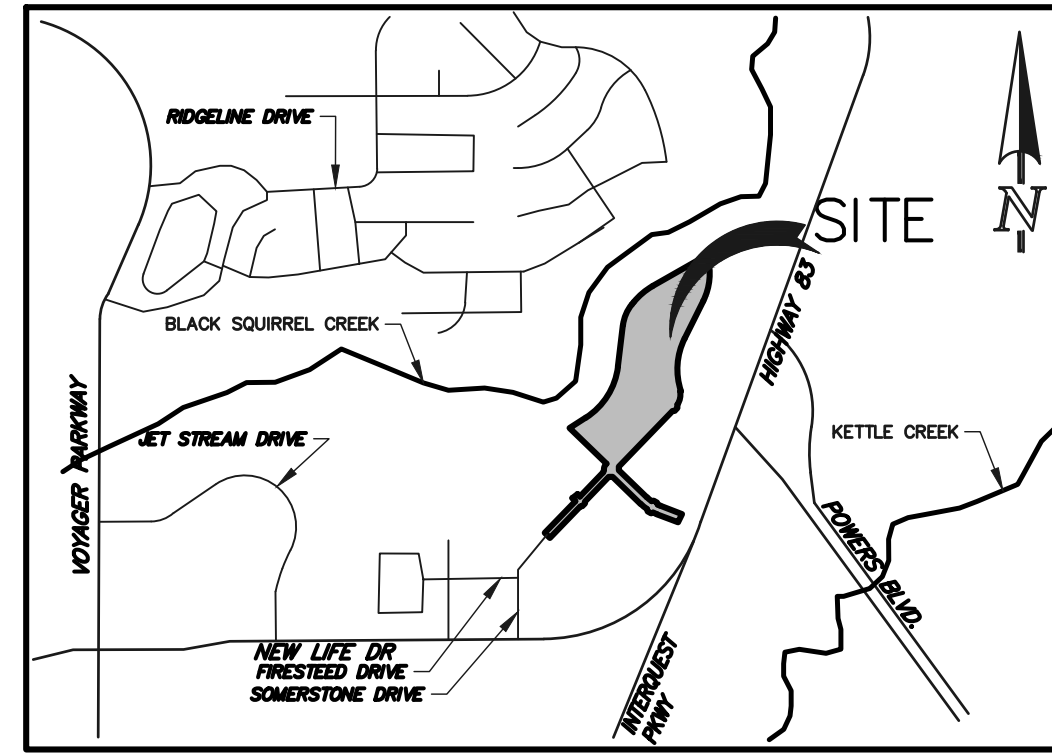 RIDGELINE DRIVE
N
SITE
HIGHWAY 83
BLACK SQUIRREL CREEK
VOYAGER PARKWAY
JET STREAM DRIVE
KETTLE CREEK
POWERS BLVD.
NEW LIFE DR
FIRESTEED DRIVE
SOMERSTONE DRIVE
INTERQUEST
PKWY